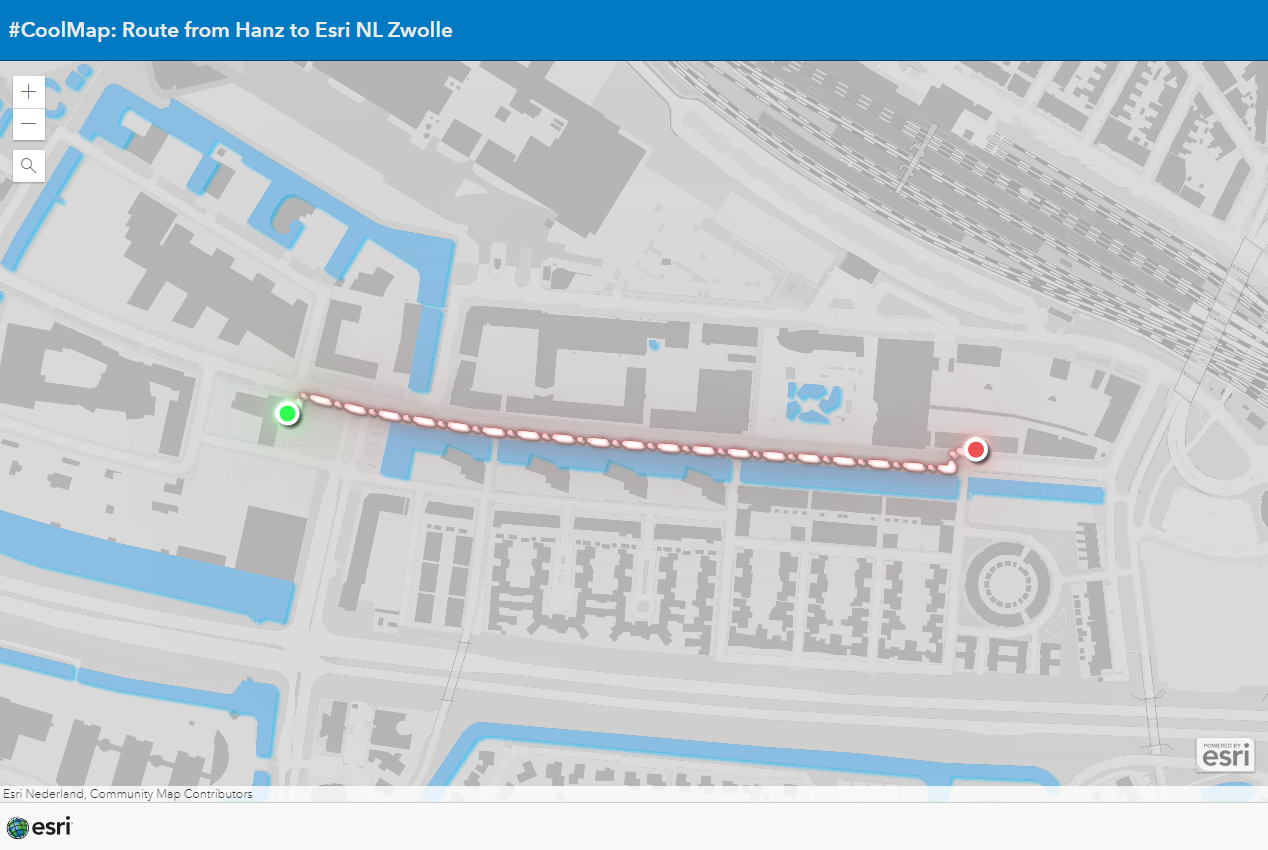 #CoolMap: Route from Hanz to Esri NL Zwolle
POWERED BY
esri
Esri Nederland, Community Map Contributors
esri